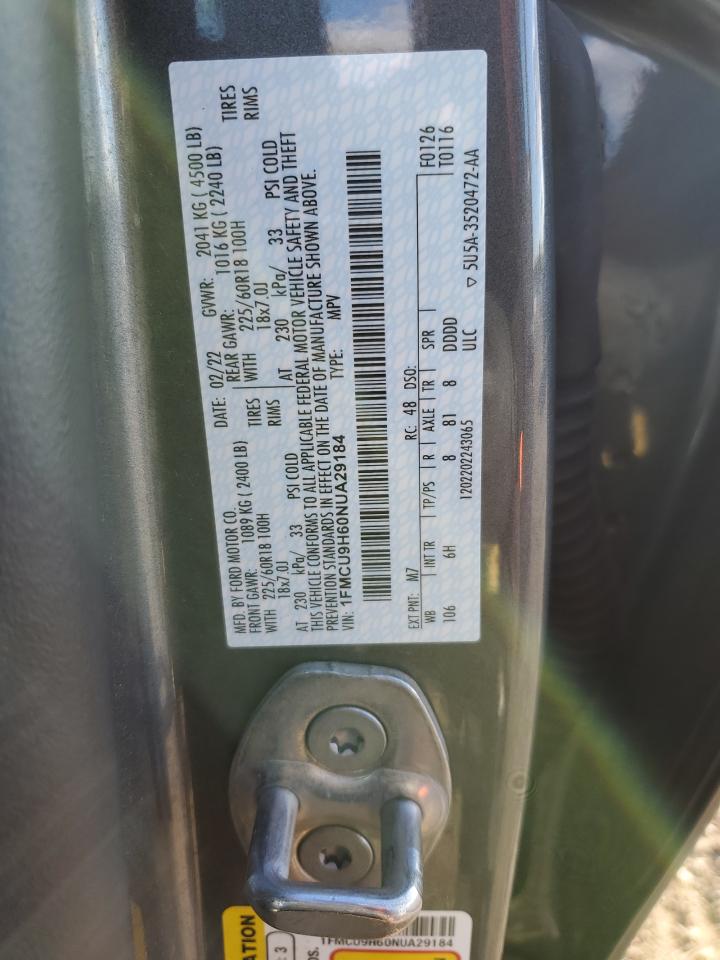 MFD. BY FORD MOTOR CO. DATE: 02/22 GVWR: 2041 KG ( 4500 LB)
FRONT GAWR: 1089 KG ( 2400 LB) REAR GAWR: 1016 KG ( 2240 LB)
WITH 225/60R18 100H TIRES WITH 225/60R18 100H TIRES
18x7.0J RIMS 18x7.0J RIMS
AT 230 kPa/ 33 PSI COLD AT 230 kPa/ 33 PSI COLD
THIS VEHICLE CONFORMS TO ALL APPLICABLE FEDERAL MOTOR VEHICLE SAFETY AND THEFT
PREVENTION STANDARDS IN EFFECT ON THE DATE OF MANUFACTURE SHOWN ABOVE.
VIN: 1FMCU9H60NUA29184 TYPE: MPV
EXT PNT: M7 RC: 48 DSO: F0126
WB INT TR TP/PS R AXLE TR SPR T0116
106 6H 8 81 8 DDDD
1202202243065 ULC ▽ 5U5A-3520472-AA
ATION
: 3
os.
1FMCU9H60NUA29184